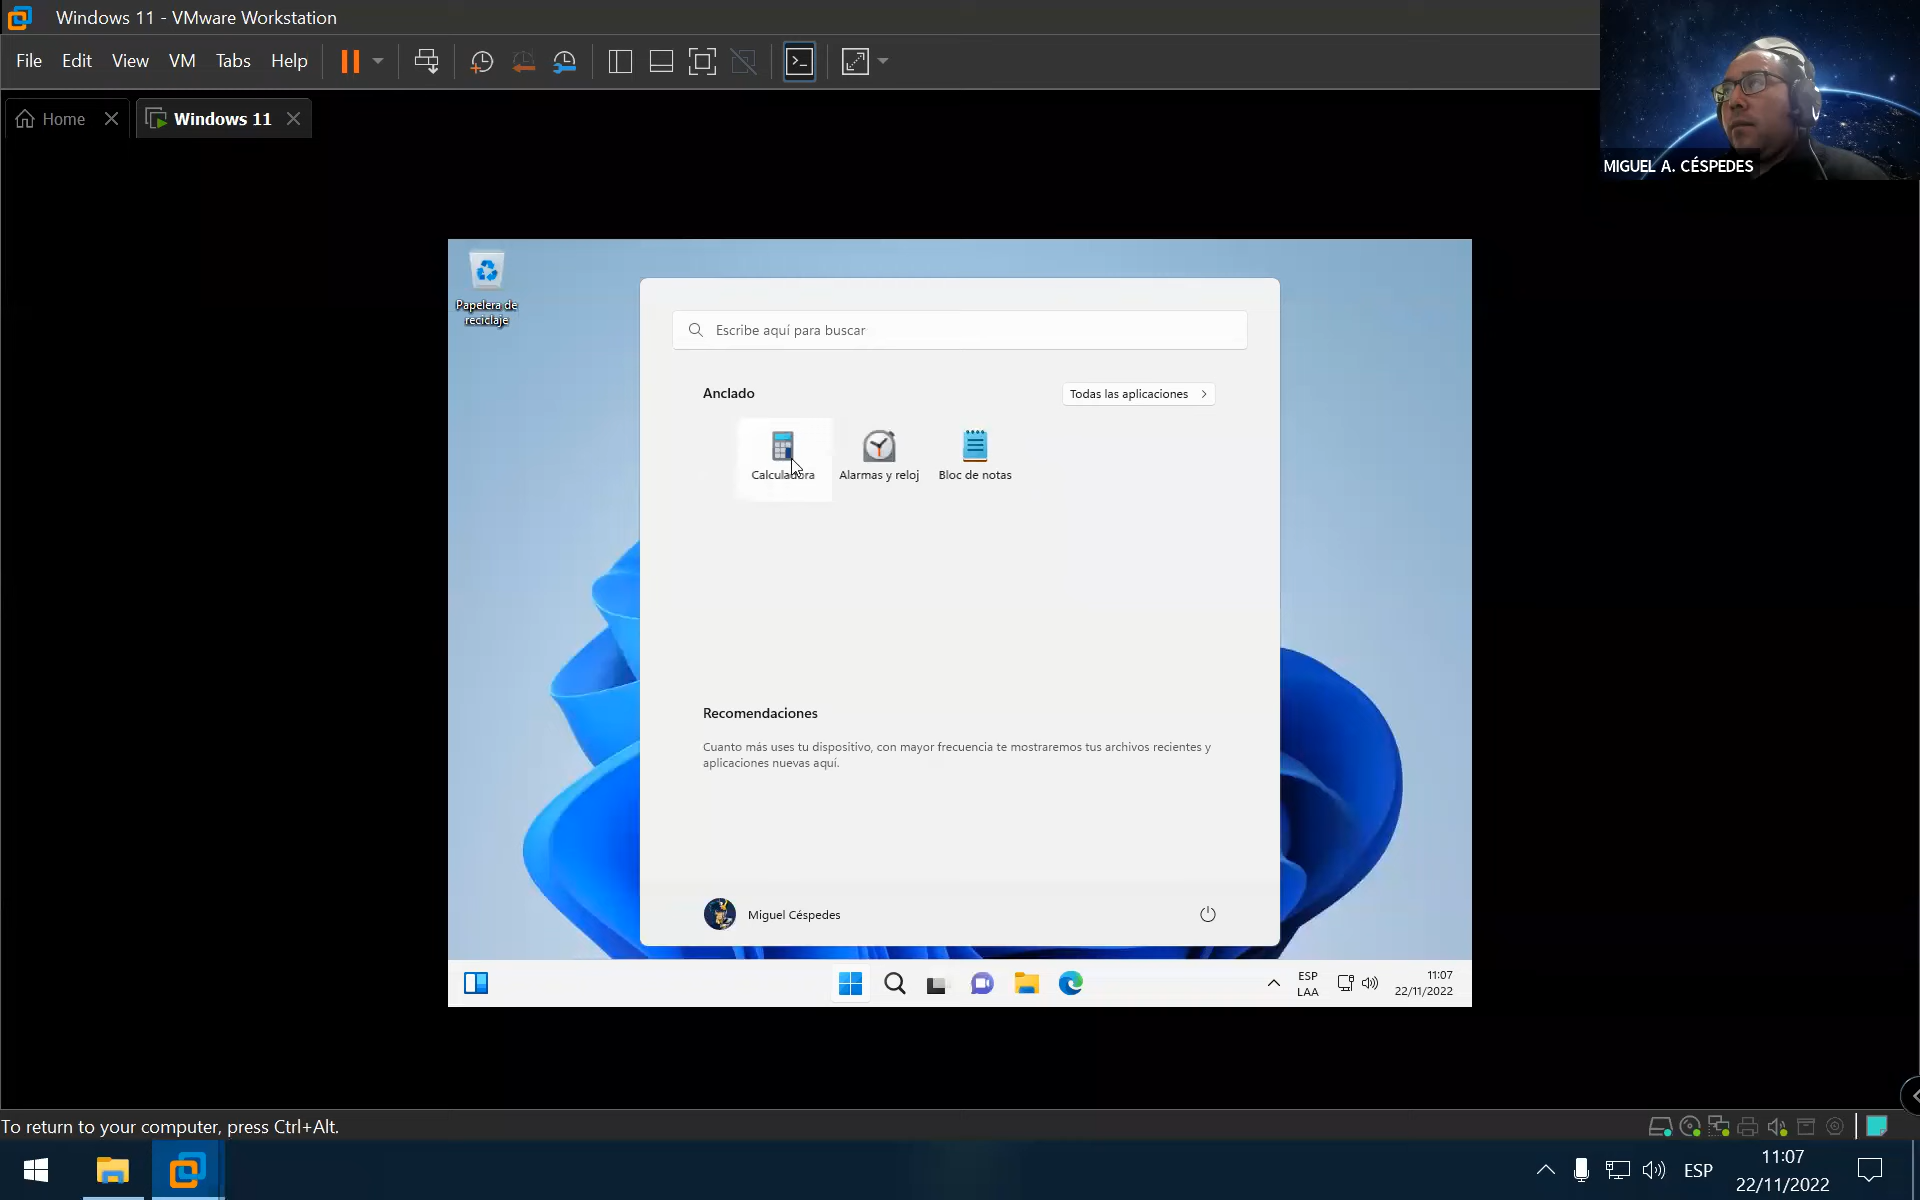 Windows 11 - VMware Workstation
File Edit View VM Tabs Help
Home
Windows 11
MIGUEL A. CÉSPEDES
Papelera de
reciclaje
Escribe aquí para buscar
Anclado
Todas las aplicaciones
Calculadora
Alarmas y reloj
Bloc de notas
Recomendaciones
Cuanto más uses tu dispositivo, con mayor frecuencia te mostraremos tus archivos recientes y
aplicaciones nuevas aquí.
Miguel Céspedes
ESP
LAA
11:07
22/11/2022
To return to your computer, press Ctrl+Alt.
ESP
11:07
22/11/2022